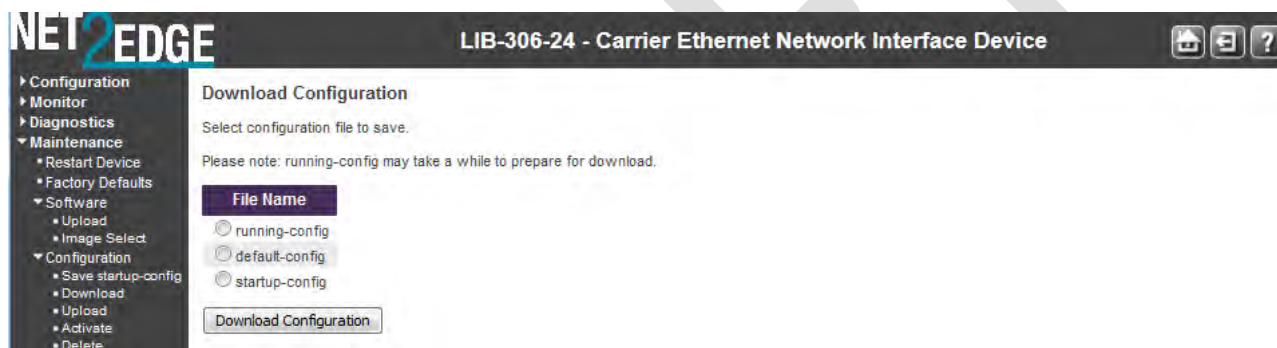 NET2EDGE
LIB-306-24 - Carrier Ethernet Network Interface Device
?
Configuration
Monitor
Diagnostics
Maintenance
Restart Device
Factory Defaults
Software
Upload
Image Select
Configuration
Save startup-config
Download
Upload
Activate
Delete
Download Configuration
Select configuration file to save.
Please note: running-config may take a while to prepare for download.
File Name
running-config
default-config
startup-config
Download Configuration